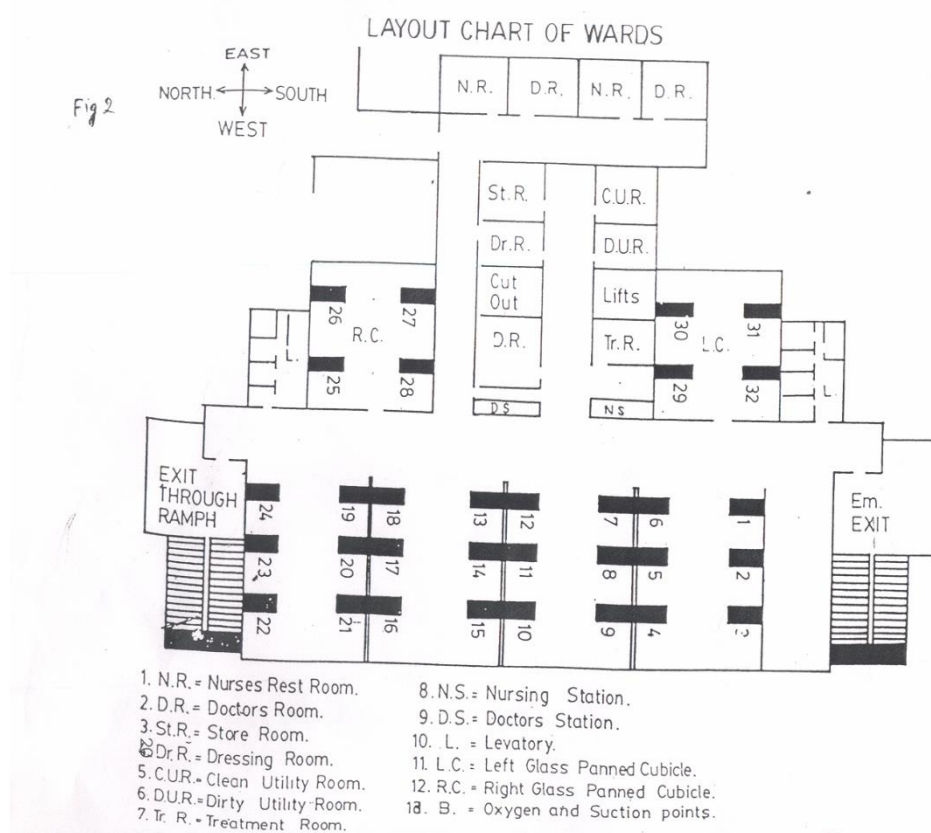 LAYOUT CHART OF WARDS
EAST
NORTH. SOUTH
WEST
Fig 2
N.R. D.R. N.R. D.R.
St.R. C.U.R.
Dr.R. D.U.R.
Cut Out Lifts
D.R. Tr.R.
26 27 30 31
R.C. L.C.
L. L.
25 28 29 32
DS NS
EXIT THROUGH RAMPH
Em. EXIT
24 19 18 13 12 7 6 1
23 20 17 14 11 8 5 2
22 21 16 15 10 9 4 3
1. N.R. = Nurses Rest Room.
2. D.R. = Doctors Room.
3. St.R. = Store Room.
Dr.R. = Dressing Room.
5. C.U.R. = Clean Utility Room.
6. D.U.R. = Dirty Utility Room.
7. Tr. R. = Treatment Room.
8. N.S. = Nursing Station.
9. D.S. = Doctors Station.
10. L. = Levatory.
11. L.C. = Left Glass Panned Cubicle.
12. R.C. = Right Glass Panned Cubicle.
13. B. = Oxygen and Suction points.